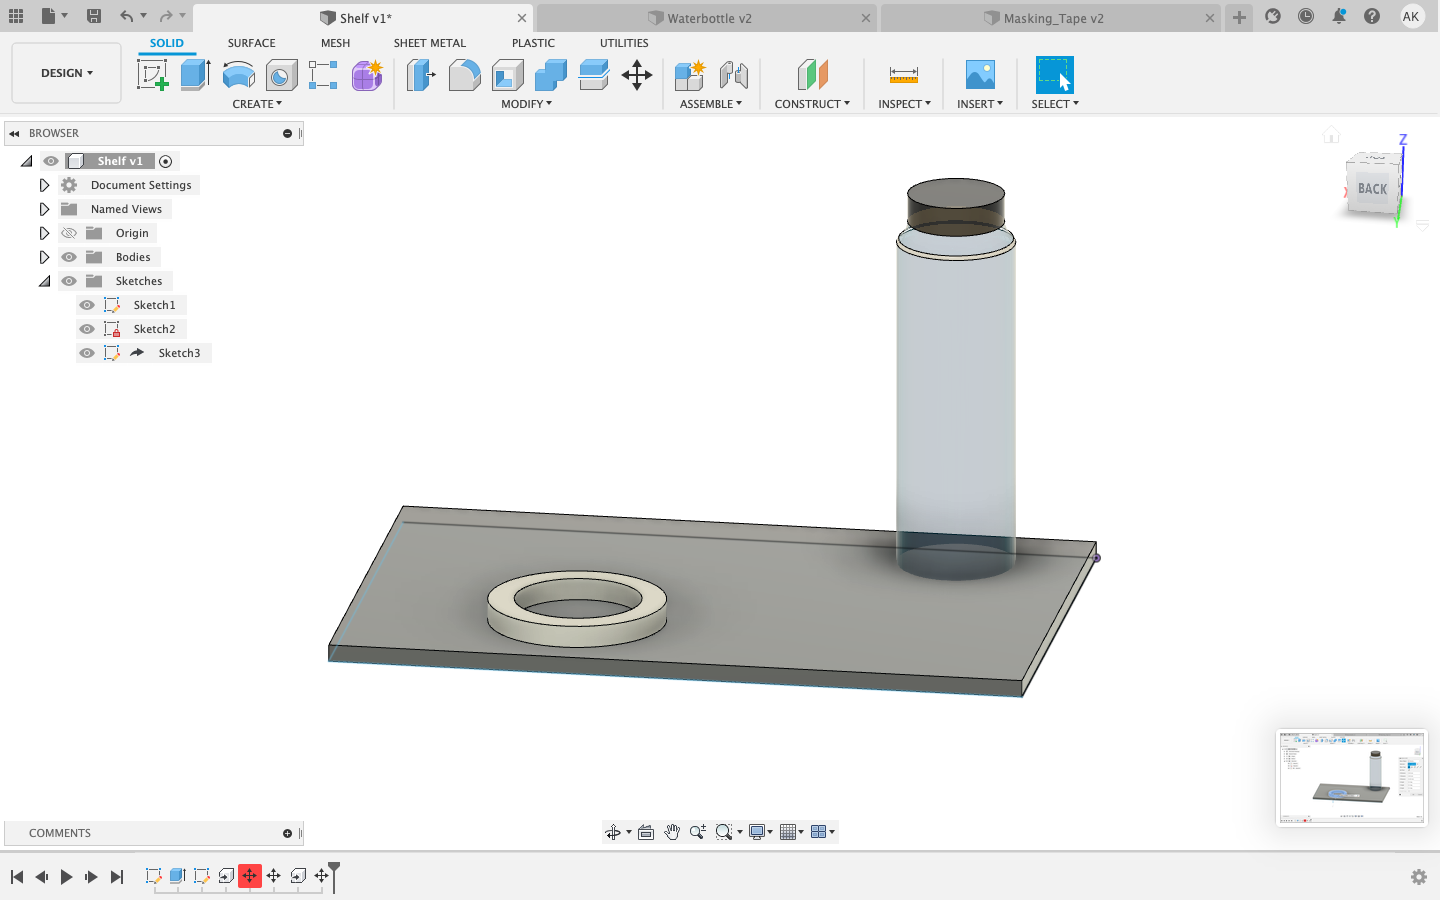 Shelf v1*
Waterbottle v2
Masking_Tape v2
AK
SOLID SURFACE MESH SHEET METAL PLASTIC UTILITIES
DESIGN
CREATE MODIFY ASSEMBLE CONSTRUCT INSPECT INSERT SELECT
BROWSER
Shelf v1
Document Settings
Named Views
Origin
Bodies
Sketches
Sketch1
Sketch2
Sketch3
Z
BACK
X
Y
COMMENTS